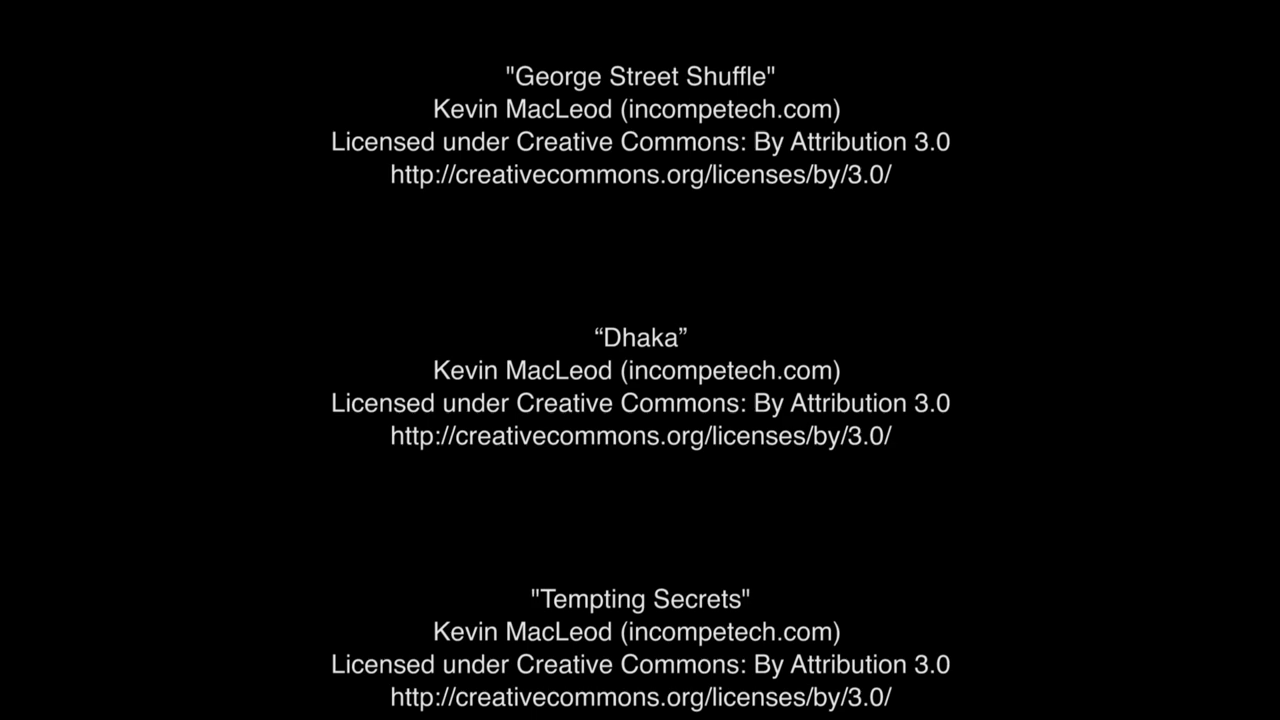 "George Street Shuffle"
Kevin MacLeod (incompetech.com)
Licensed under Creative Commons: By Attribution 3.0
http://creativecommons.org/licenses/by/3.0/
“Dhaka”
Kevin MacLeod (incompetech.com)
Licensed under Creative Commons: By Attribution 3.0
http://creativecommons.org/licenses/by/3.0/
"Tempting Secrets"
Kevin MacLeod (incompetech.com)
Licensed under Creative Commons: By Attribution 3.0
http://creativecommons.org/licenses/by/3.0/